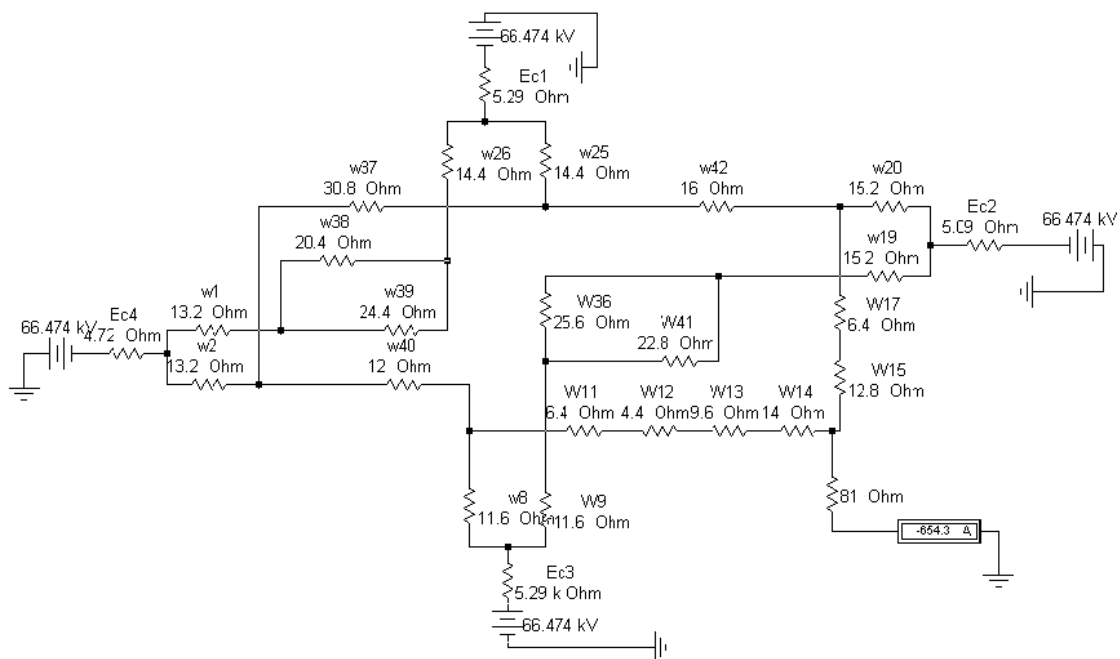 66.474 kV
Ec1
5.29 Ohm
w26
14.4 Ohm
w25
14.4 Ohm
w37
30.8 Ohm
w42
16 Ohm
w20
15.2 Ohm
Ec2
5.09 Ohm
66.474 kV
w38
20.4 Ohm
w19
15.2 Ohm
w1
13.2 Ohm
w39
24.4 Ohm
W36
25.6 Ohm
W41
22.8 Ohm
W17
6.4 Ohm
66.474 kV
Ec4
4.72 Ohm
w2
13.2 Ohm
w40
12 Ohm
W15
12.8 Ohm
W11
6.4 Ohm
W12
4.4 Ohm
W13
9.6 Ohm
W14
14 Ohm
w8
11.6 Ohm
W9
11.6 Ohm
81 Ohm
-654.3 A
Ec3
5.29 k Ohm
66.474 kV